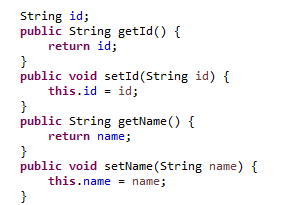 String id;
public String getId() {
    return id;
}
public void setId(String id) {
    this.id = id;
}
public String getName() {
    return name;
}
public void setName(String name) {
    this.name = name;
}